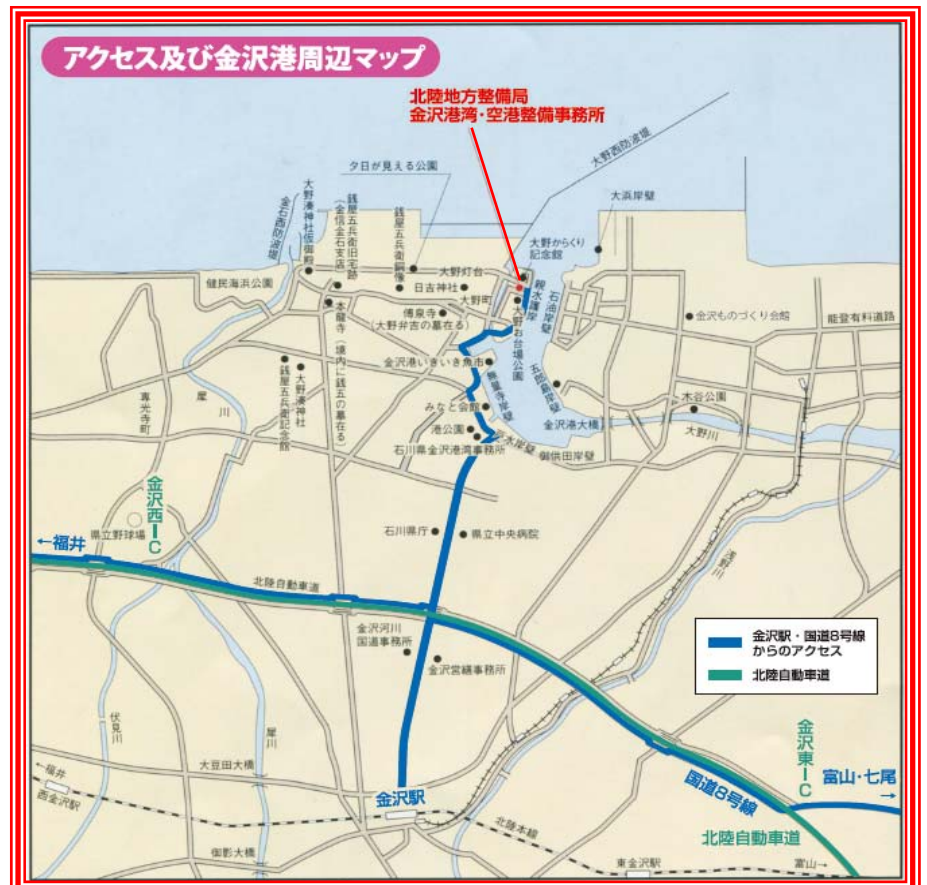 アクセス及び金沢港周辺マップ
北陸地方整備局
金沢港湾・空港整備事務所
大野西防波堤
夕日が見える公園
大浜岸壁
大野湊神社仮御殿
金石西防波堤
銭屋五兵衛旧宅跡
（金信金石支店）
銭屋五兵衛銅像
大野からくり
記念館
健民海浜公園
大野灯台
日吉神社
大野町
親水護岸
石油岸壁
傳泉寺
（大野弁吉の墓在る）
本龍寺（境内に銭五の墓在る）
大野お台場公園
金沢ものづくり会館
能登有料道路
金沢港いきいき魚市
無量寺岸壁
五郎島岸壁
銭屋五兵衛記念館
大野湊神社
専光寺町
犀川
みなと会館
木谷公園
金沢港大橋
大野川
港公園
石川県金沢港湾事務所
御供田岸壁
金沢西IC
県立野球場
石川県庁
県立中央病院
←福井
浅野川
北陸自動車道
金沢河川
国道事務所
金沢営繕事務所
金沢駅・国道8号線
からのアクセス
北陸自動車道
伏見川
犀川
金沢東IC
大豆田大橋
←福井
西金沢駅
金沢駅
国道8号線
富山・七尾
→
北陸本線
北陸自動車道
御影大橋
東金沢駅
富山→